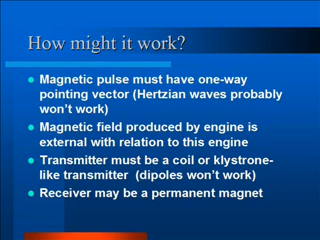 How might it work?
Magnetic pulse must have one-way
pointing vector (Hertzian waves probably
won't work)
Magnetic field produced by engine is
external with relation to this engine
Transmitter must be a coil or klystrone-
like transmitter  (dipoles won't work)
Receiver may be a permanent magnet